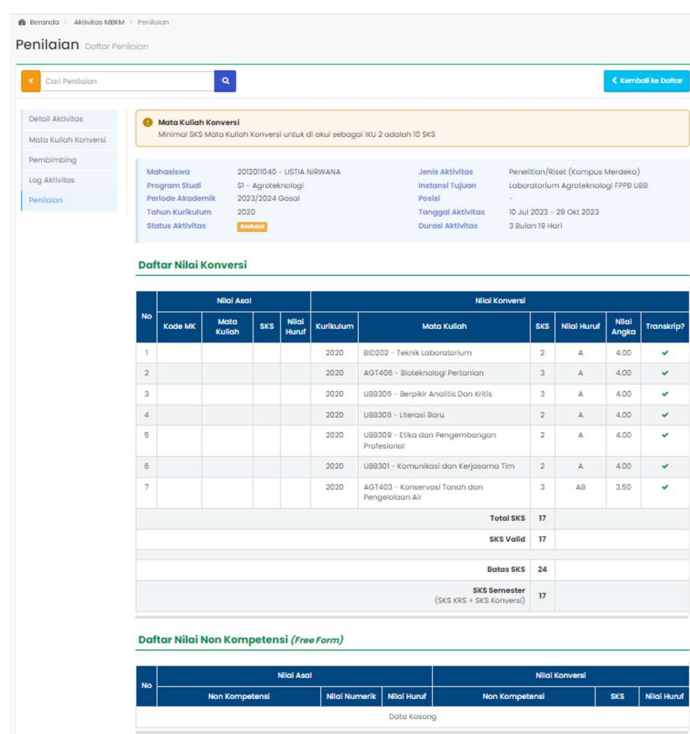 Beranda > Aktivitas MBKM > Penilaian
Penilaian Daftar Penilaian
Cari Penilaian
Kembali ke Daftar
Detail Aktivitas
Mata Kuliah Konversi
Pembimbing
Log Aktivitas
Penilaian
Mata Kuliah Konversi
Minimal SKS Mata Kuliah Konversi untuk di akui sebagai IKU 2 adalah 10 SKS
Mahasiswa 2012011040 - LISTIA NIRWANA Jenis Aktivitas Penelitian/Riset (Kampus Merdeka)
Program Studi S1 - Agroteknologi Instansi Tujuan Laboratorium Agroteknologi FPPB UBB
Periode Akademik 2023/2024 Gasal Posisi -
Tahun Kurikulum 2020 Tanggal Aktivitas 10 Jul 2023 - 29 Okt 2023
Status Aktivitas Durasi Aktivitas 3 Bulan 19 Hari
Daftar Nilai Konversi
No Nilai Asal Nilai Konversi
Kode MK Mata Kuliah SKS Nilai Huruf Kurikulum Mata Kuliah SKS Nilai Huruf Nilai Angka Transkrip?
1 2020 BID202 - Teknik Laboratorium 2 A 4.00 ✔
2 2020 AGT406 - Bioteknologi Pertanian 3 A 4.00 ✔
3 2020 UBB306 - Berpikir Analitis Dan Kritis 3 A 4.00 ✔
4 2020 UBB308 - Literasi Baru 2 A 4.00 ✔
5 2020 UBB309 - Etika dan Pengembangan Profesional 2 A 4.00 ✔
6 2020 UBB301 - Komunikasi dan Kerjasama Tim 2 A 4.00 ✔
7 2020 AGT403 - Konservasi Tanah dan Pengelolaan Air 3 AB 3.50 ✔
Total SKS 17
SKS Valid 17
Batas SKS 24
SKS Semester 17
(SKS KRS + SKS Konversi)
Daftar Nilai Non Kompetensi (Free Form)
No Nilai Asal Nilai Konversi
Non Kompetensi Nilai Numerik Nilai Huruf Non Kompetensi SKS Nilai Huruf
Data Kosong